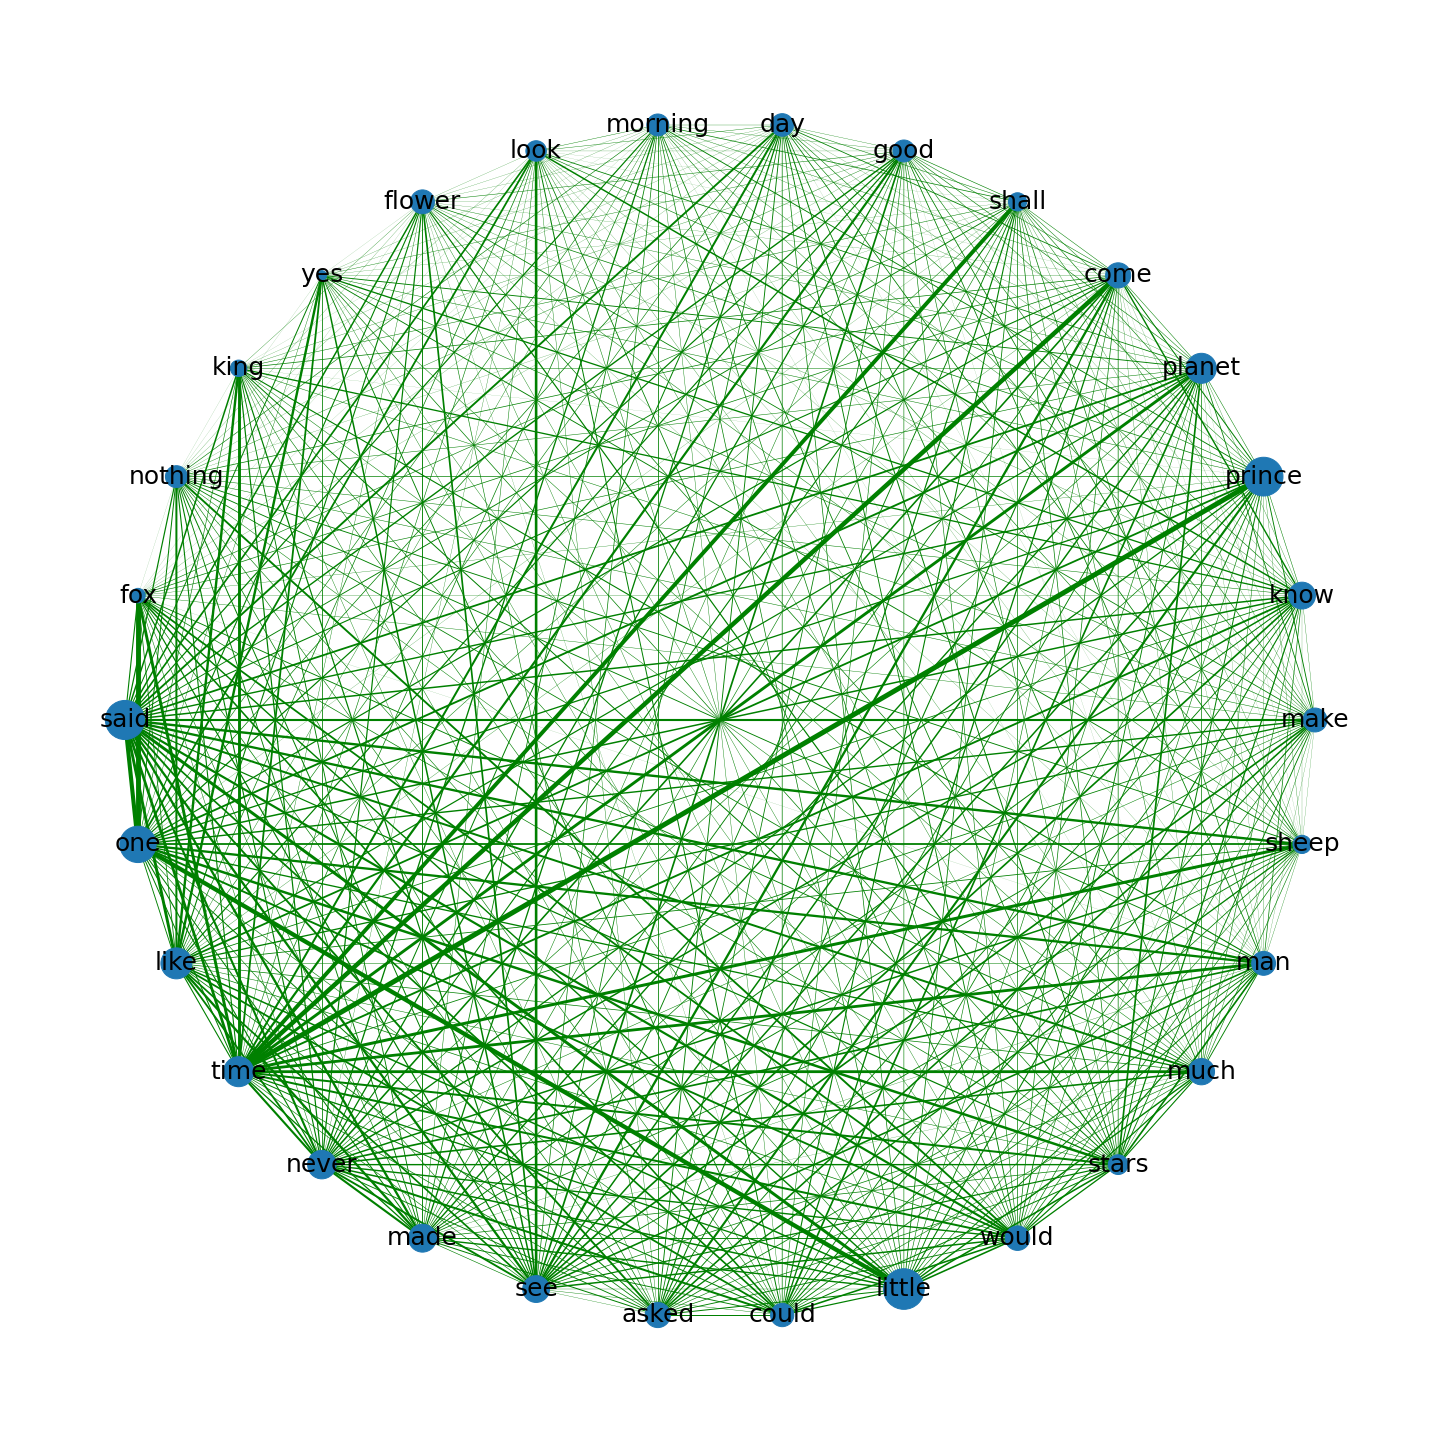 morning
day
look
good
flower
shall
yes
come
king
planet
nothing
prince
fox
know
said
make
one
sheep
like
man
time
much
never
stars
made
would
see
little
asked
could